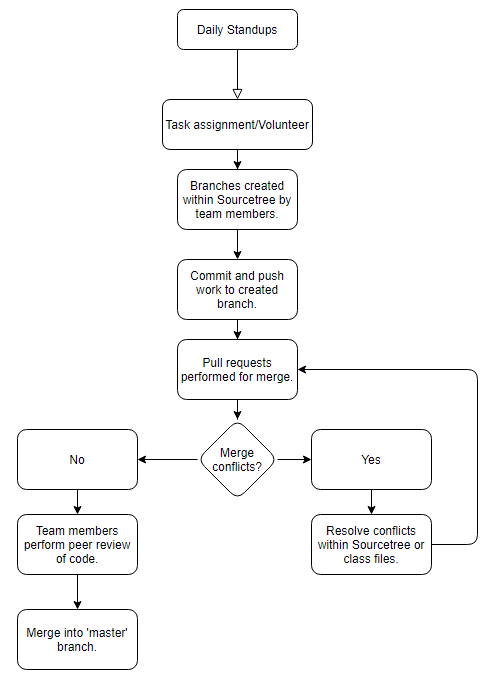 Daily Standups
Task assignment/Volunteer
Branches created
within Sourcetree by
team members.
Commit and push
work to created
branch.
Pull requests
performed for merge.
Merge
conflicts?
No
Yes
Team members
perform peer review
of code.
Resolve conflicts
within Sourcetree or
class files.
Merge into 'master'
branch.